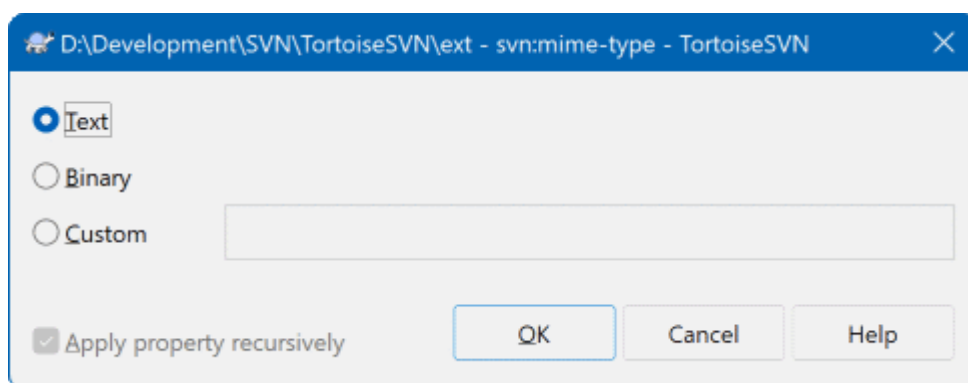 D:\Development\SVN\TortoiseSVN\ext - svn:mime-type - TortoiseSVN
Text
Binary
Custom
Apply property recursively OK Cancel Help